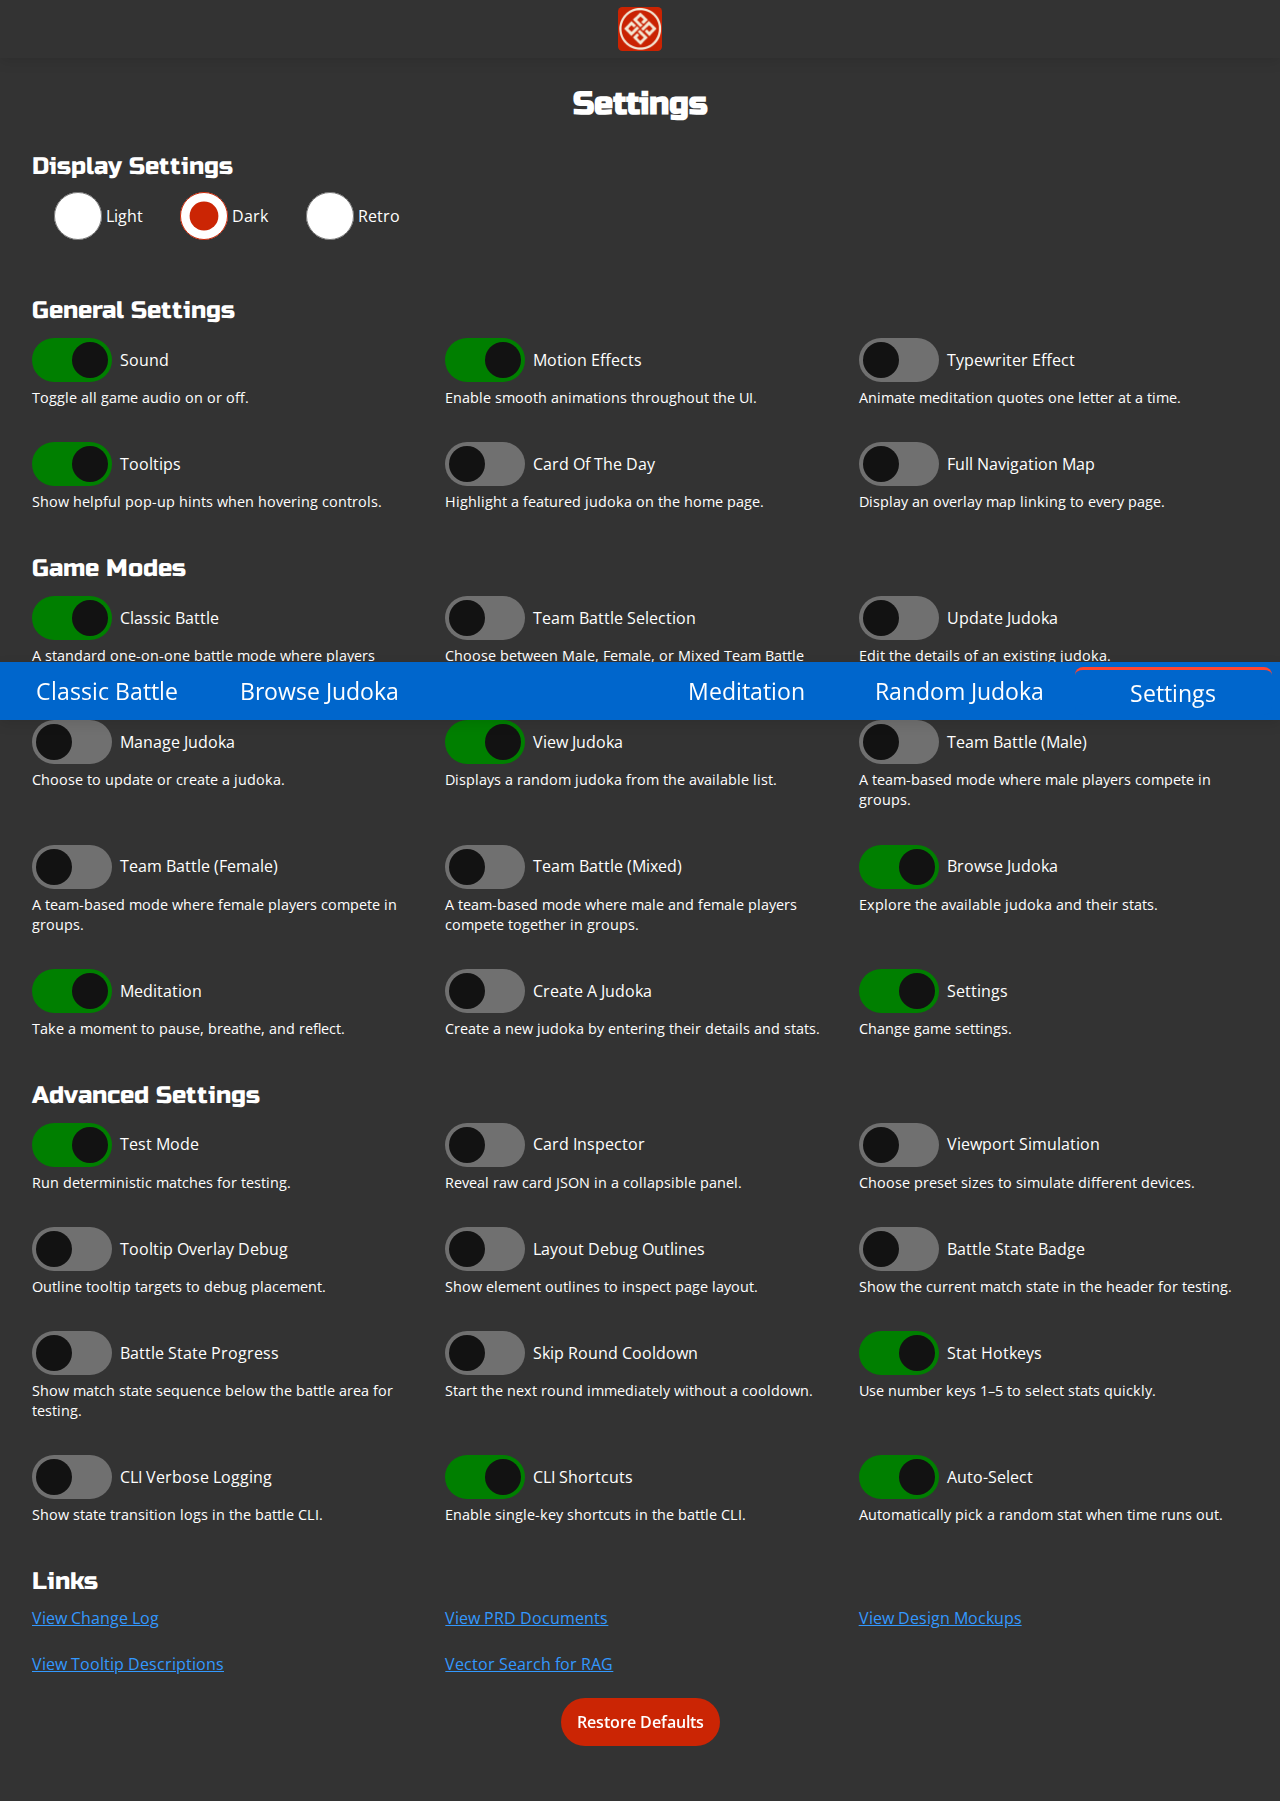 Settings
Display Settings
Light Dark Retro
General Settings
Sound Motion Effects Typewriter Effect
Toggle all game audio on or off. Enable smooth animations throughout the UI. Animate meditation quotes one letter at a time.
Tooltips Card Of The Day Full Navigation Map
Show helpful pop-up hints when hovering controls. Highlight a featured judoka on the home page. Display an overlay map linking to every page.
Game Modes
Classic Battle Team Battle Selection Update Judoka
A standard one-on-one battle mode where players Choose between Male, Female, or Mixed Team Battle Edit the details of an existing judoka.
Classic Battle Browse Judoka Meditation Random Judoka Settings
Manage Judoka View Judoka Team Battle (Male)
Choose to update or create a judoka. Displays a random judoka from the available list. A team-based mode where male players compete in
groups.
Team Battle (Female) Team Battle (Mixed) Browse Judoka
A team-based mode where female players compete in A team-based mode where male and female players Explore the available judoka and their stats.
groups. compete together in groups.
Meditation Create A Judoka Settings
Take a moment to pause, breathe, and reflect. Create a new judoka by entering their details and stats. Change game settings.
Advanced Settings
Test Mode Card Inspector Viewport Simulation
Run deterministic matches for testing. Reveal raw card JSON in a collapsible panel. Choose preset sizes to simulate different devices.
Tooltip Overlay Debug Layout Debug Outlines Battle State Badge
Outline tooltip targets to debug placement. Show element outlines to inspect page layout. Show the current match state in the header for testing.
Battle State Progress Skip Round Cooldown Stat Hotkeys
Show match state sequence below the battle area for Start the next round immediately without a cooldown. Use number keys 1–5 to select stats quickly.
testing.
CLI Verbose Logging CLI Shortcuts Auto-Select
Show state transition logs in the battle CLI. Enable single-key shortcuts in the battle CLI. Automatically pick a random stat when time runs out.
Links
View Change Log View PRD Documents View Design Mockups
View Tooltip Descriptions Vector Search for RAG
Restore Defaults